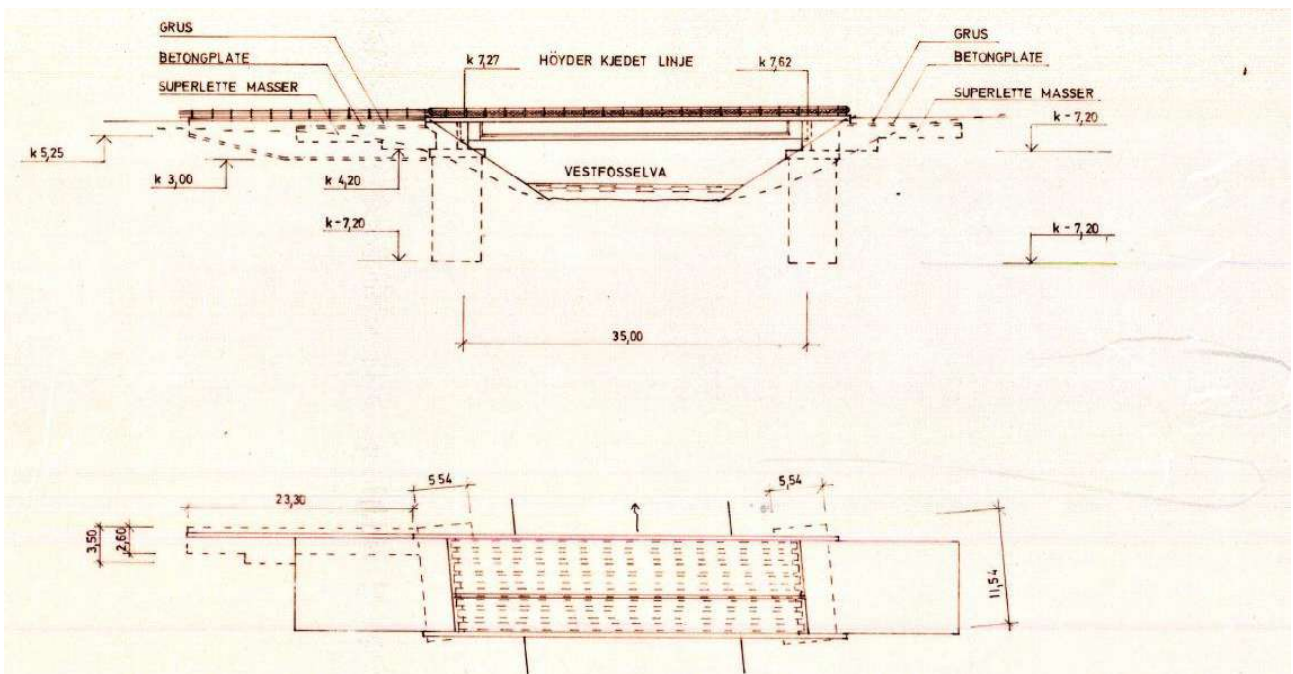 GRUS
BETONGPLATE
SUPERLETTE MASSER
k 7,27
HÖYDER KJEDET LINJE
k 7,62
GRUS
BETONGPLATE
SUPERLETTE MASSER
k-7,20
k 5,25
k 3,00
k 4,20
VESTFOSSELVA
k-7,20
k-7,20
35,00
23,30
5,54
5,54
3,50
2,60
11,54